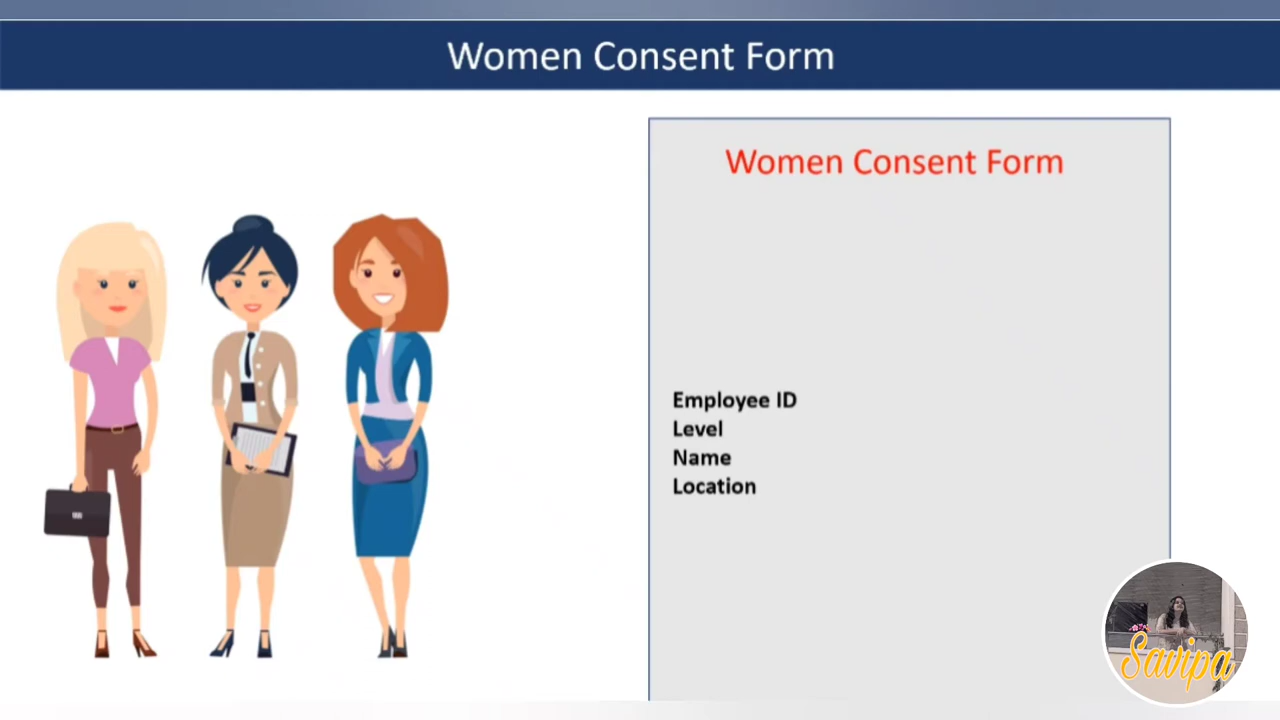 Women Consent Form
Women Consent Form
Employee ID
Level
Name
Location
Savipa